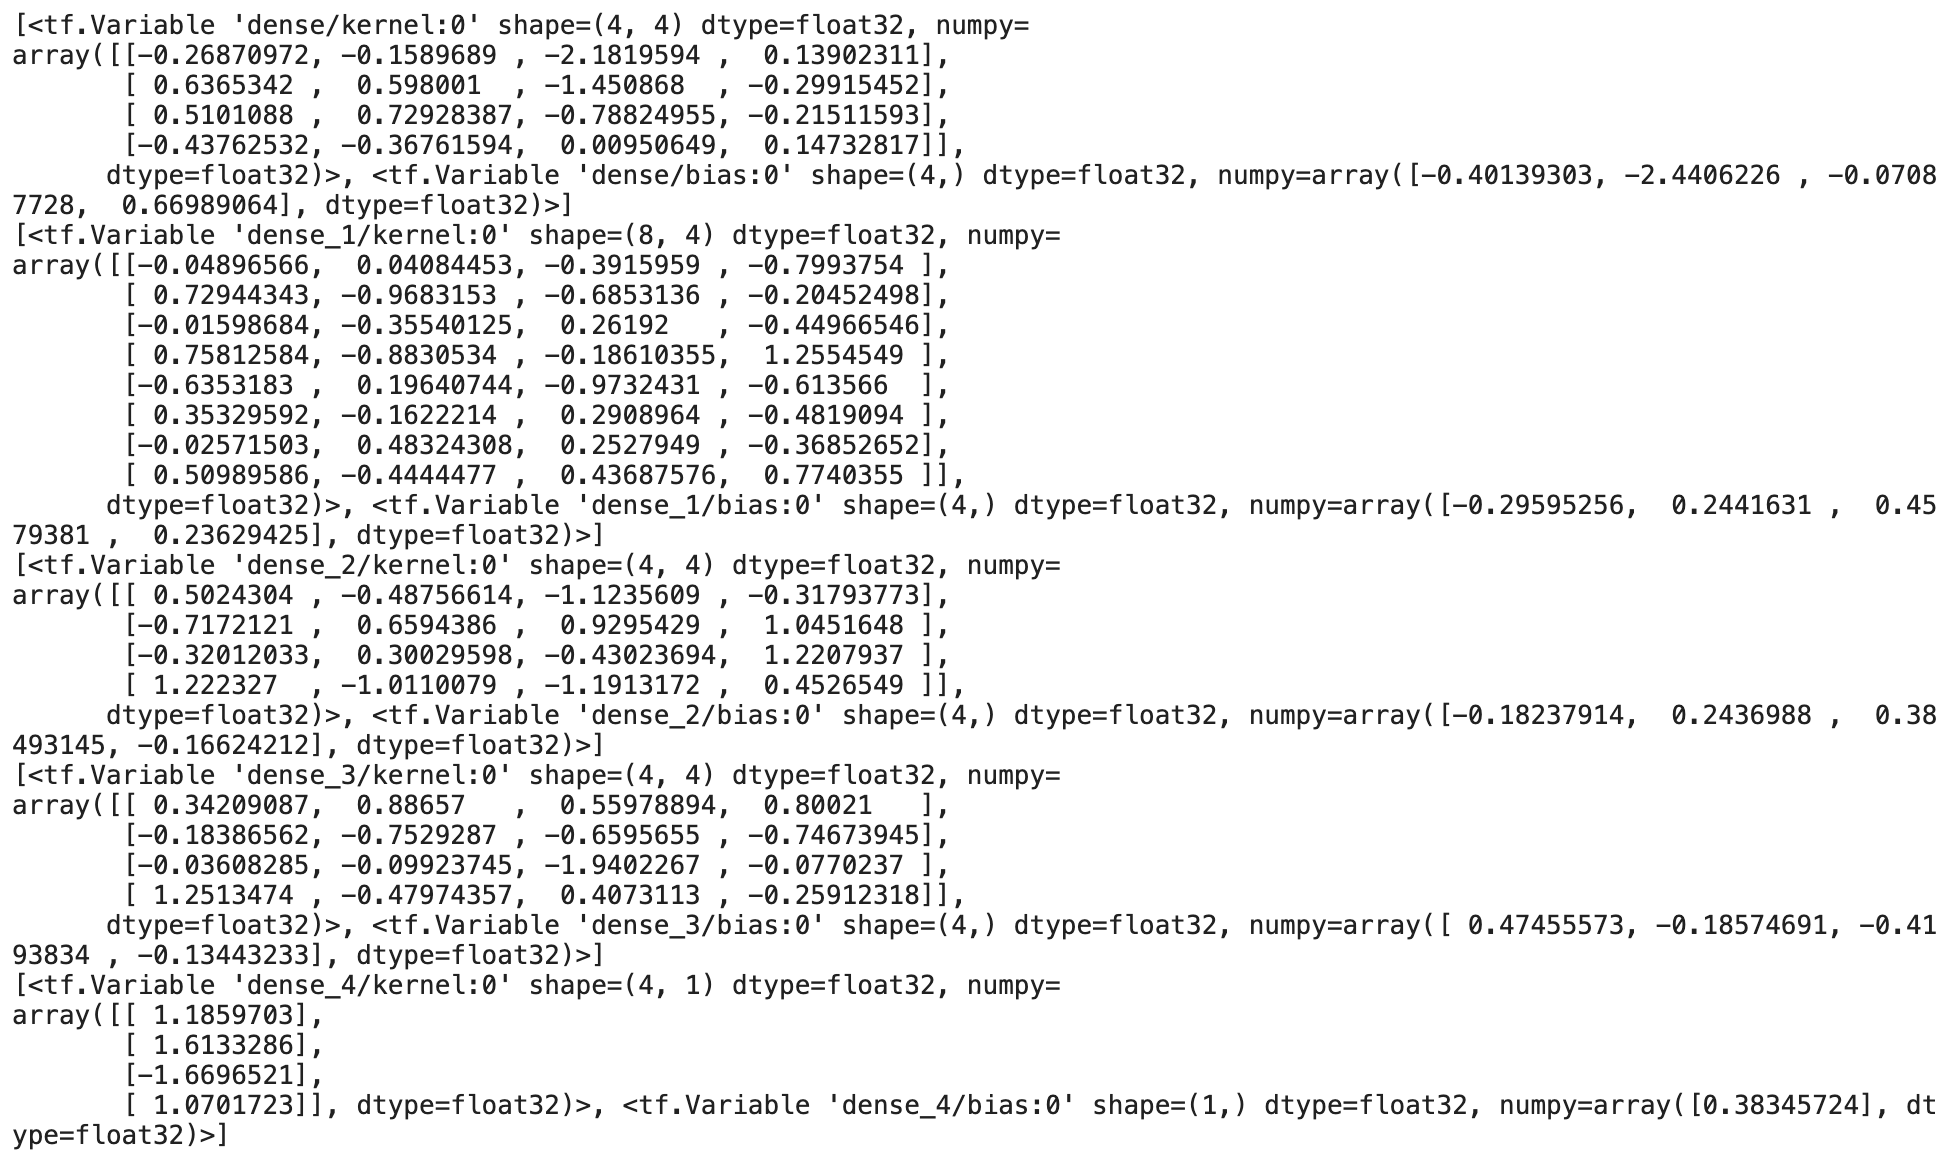 [<tf.Variable 'dense/kernel:0' shape=(4, 4) dtype=float32, numpy=
array([[-0.26870972, -0.1589689 , -2.1819594 ,  0.13902311],
       [ 0.6365342 ,  0.598001  , -1.450868  , -0.29915452],
       [ 0.5101088 ,  0.72928387, -0.78824955, -0.21511593],
       [-0.43762532, -0.36761594,  0.00950649,  0.14732817]],
      dtype=float32)>, <tf.Variable 'dense/bias:0' shape=(4,) dtype=float32, numpy=array([-0.40139303, -2.4406226 , -0.0708
7728,  0.66989064], dtype=float32)>]
[<tf.Variable 'dense_1/kernel:0' shape=(8, 4) dtype=float32, numpy=
array([[-0.04896566,  0.04084453, -0.3915959 , -0.7993754 ],
       [ 0.72944343, -0.9683153 , -0.6853136 , -0.20452498],
       [-0.01598684, -0.35540125,  0.26192   , -0.44966546],
       [ 0.75812584, -0.8830534 , -0.18610355,  1.2554549 ],
       [-0.6353183 ,  0.19640744, -0.9732431 , -0.613566  ],
       [ 0.35329592, -0.1622214 ,  0.2908964 , -0.4819094 ],
       [-0.02571503,  0.48324308,  0.2527949 , -0.36852652],
       [ 0.50989586, -0.4444477 ,  0.43687576,  0.7740355 ]],
      dtype=float32)>, <tf.Variable 'dense_1/bias:0' shape=(4,) dtype=float32, numpy=array([-0.29595256,  0.2441631 ,  0.45
79381 ,  0.23629425], dtype=float32)>]
[<tf.Variable 'dense_2/kernel:0' shape=(4, 4) dtype=float32, numpy=
array([[ 0.5024304 , -0.48756614, -1.1235609 , -0.31793773],
       [-0.7172121 ,  0.6594386 ,  0.9295429 ,  1.0451648 ],
       [-0.32012033,  0.30029598, -0.43023694,  1.2207937 ],
       [ 1.222327  , -1.0110079 , -1.1913172 ,  0.4526549 ]],
      dtype=float32)>, <tf.Variable 'dense_2/bias:0' shape=(4,) dtype=float32, numpy=array([-0.18237914,  0.2436988 ,  0.38
493145, -0.16624212], dtype=float32)>]
[<tf.Variable 'dense_3/kernel:0' shape=(4, 4) dtype=float32, numpy=
array([[ 0.34209087,  0.88657   ,  0.55978894,  0.80021   ],
       [-0.18386562, -0.7529287 , -0.6595655 , -0.74673945],
       [-0.03608285, -0.09923745, -1.9402267 , -0.0770237 ],
       [ 1.2513474 , -0.47974357,  0.4073113 , -0.25912318]],
      dtype=float32)>, <tf.Variable 'dense_3/bias:0' shape=(4,) dtype=float32, numpy=array([ 0.47455573, -0.18574691, -0.41
93834 , -0.13443233], dtype=float32)>]
[<tf.Variable 'dense_4/kernel:0' shape=(4, 1) dtype=float32, numpy=
array([[ 1.1859703],
       [ 1.6133286],
       [-1.6696521],
       [ 1.0701723]], dtype=float32)>, <tf.Variable 'dense_4/bias:0' shape=(1,) dtype=float32, numpy=array([0.38345724], dt
ype=float32)>]